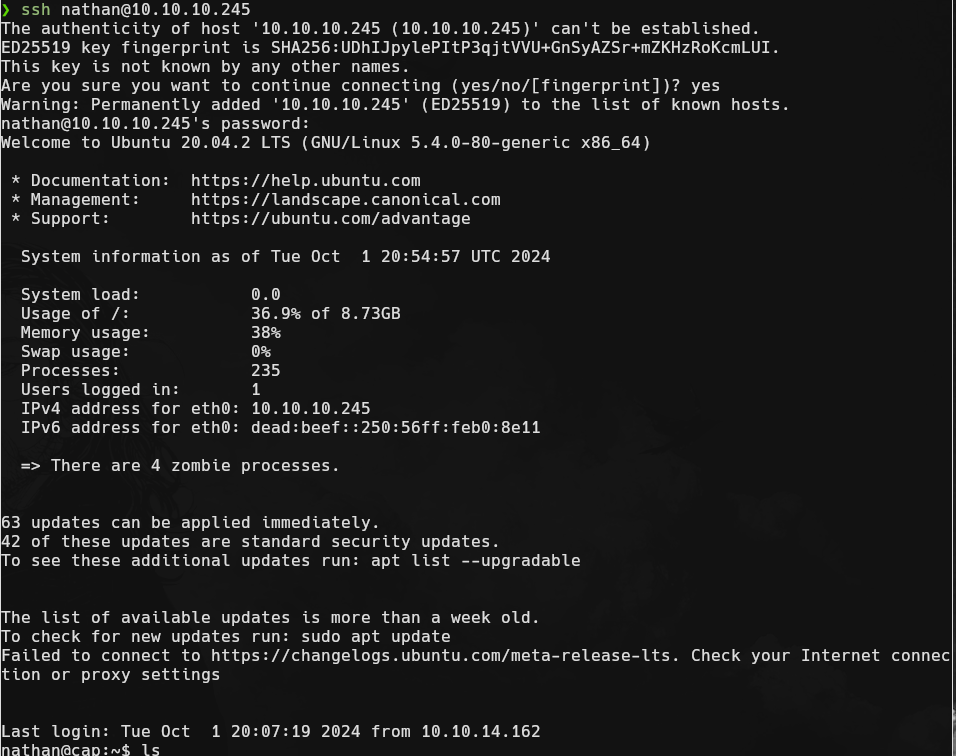 ❯ ssh nathan@10.10.10.245
The authenticity of host '10.10.10.245 (10.10.10.245)' can't be established.
ED25519 key fingerprint is SHA256:UDhIJpylePItP3qjtVVU+GnSyAZSr+mZKHzRoKcmLUI.
This key is not known by any other names.
Are you sure you want to continue connecting (yes/no/[fingerprint])? yes
Warning: Permanently added '10.10.10.245' (ED25519) to the list of known hosts.
nathan@10.10.10.245's password:
Welcome to Ubuntu 20.04.2 LTS (GNU/Linux 5.4.0-80-generic x86_64)
* Documentation:  https://help.ubuntu.com
* Management:     https://landscape.canonical.com
* Support:        https://ubuntu.com/advantage
System information as of Tue Oct  1 20:54:57 UTC 2024
System load:           0.0
Usage of /:            36.9% of 8.73GB
Memory usage:          38%
Swap usage:            0%
Processes:             235
Users logged in:       1
IPv4 address for eth0: 10.10.10.245
IPv6 address for eth0: dead:beef::250:56ff:feb0:8e11
=> There are 4 zombie processes.
63 updates can be applied immediately.
42 of these updates are standard security updates.
To see these additional updates run: apt list --upgradable
The list of available updates is more than a week old.
To check for new updates run: sudo apt update
Failed to connect to https://changelogs.ubuntu.com/meta-release-lts. Check your Internet connec
tion or proxy settings
Last login: Tue Oct  1 20:07:19 2024 from 10.10.14.162
nathan@cap:~$ ls